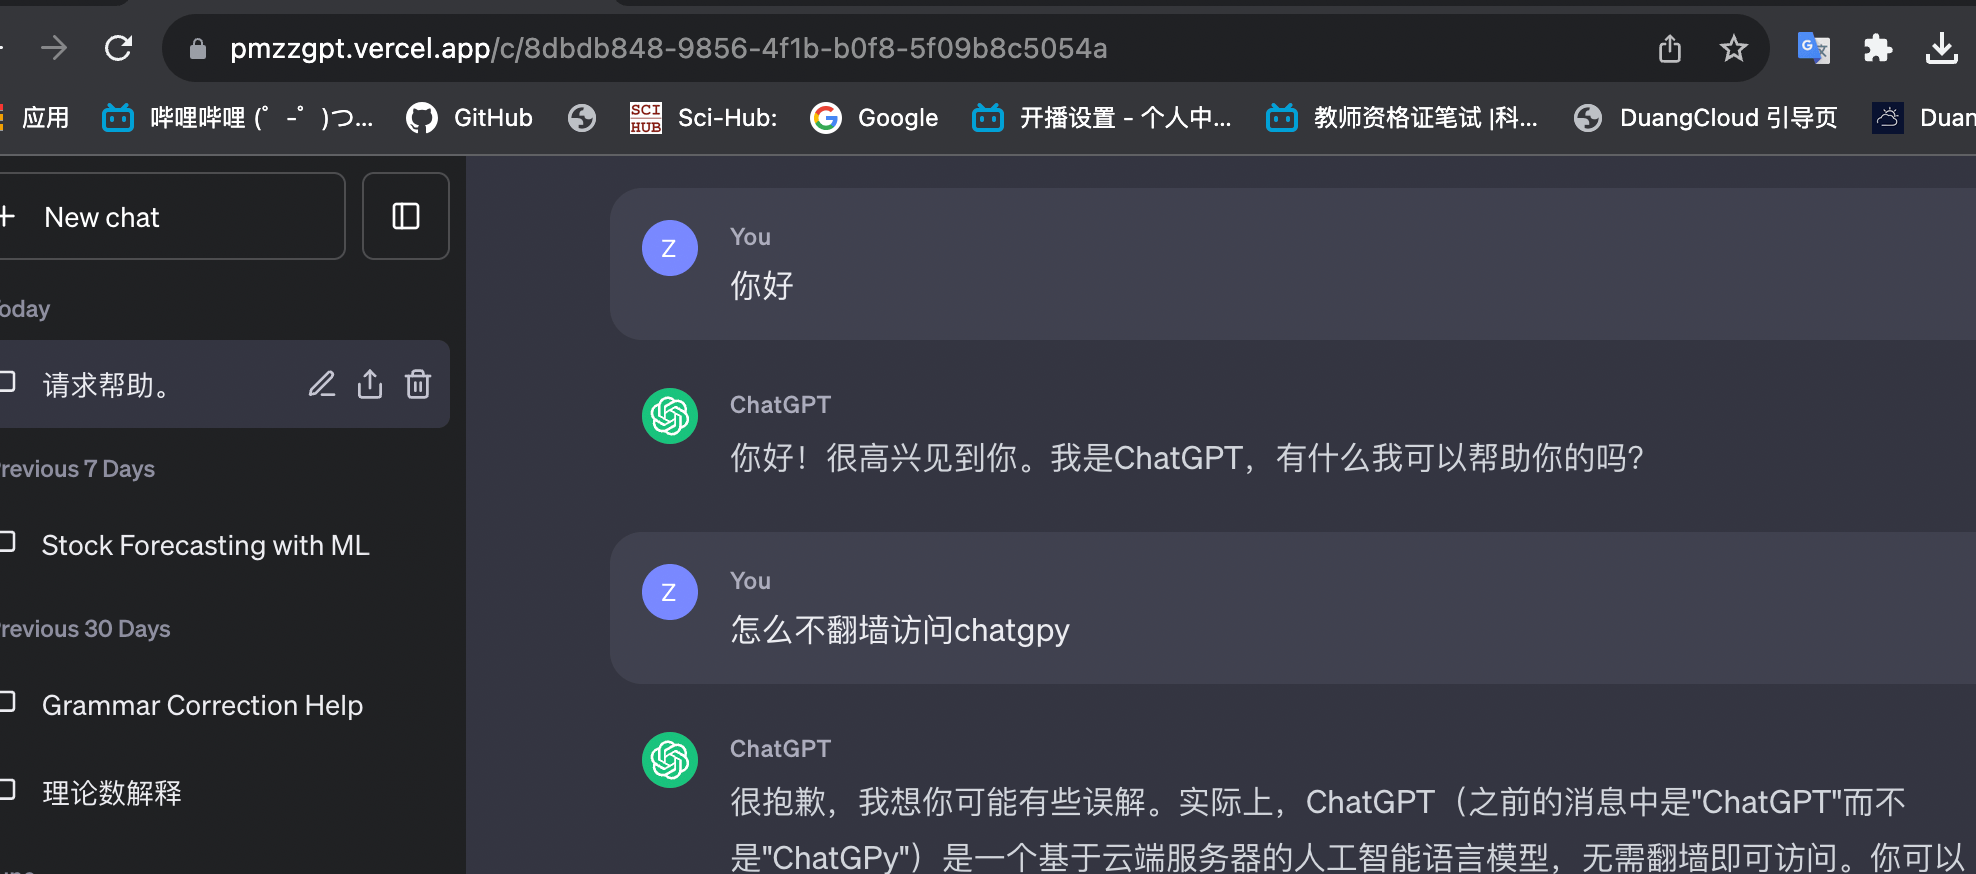 pmzzgpt.vercel.app/c/8dbdb848-9856-4f1b-b0f8-5f09b8c5054a
应用 哔哩哔哩 (゜-゜)つ... GitHub SCI HUB Sci-Hub: Google 开播设置 - 个人中... 教师资格证笔试 |科... DuangCloud 引导页 Duan
New chat
oday
请求帮助。
revious 7 Days
Stock Forecasting with ML
revious 30 Days
Grammar Correction Help
理论数解释
Z
You
你好
ChatGPT
你好！很高兴见到你。我是ChatGPT，有什么我可以帮助你的吗？
Z
You
怎么不翻墙访问chatgpy
ChatGPT
很抱歉，我想你可能有些误解。实际上，ChatGPT（之前的消息中是"ChatGPT"而不
是"ChatGPy"）是一个基于云端服务器的人工智能语言模型，无需翻墙即可访问。你可以